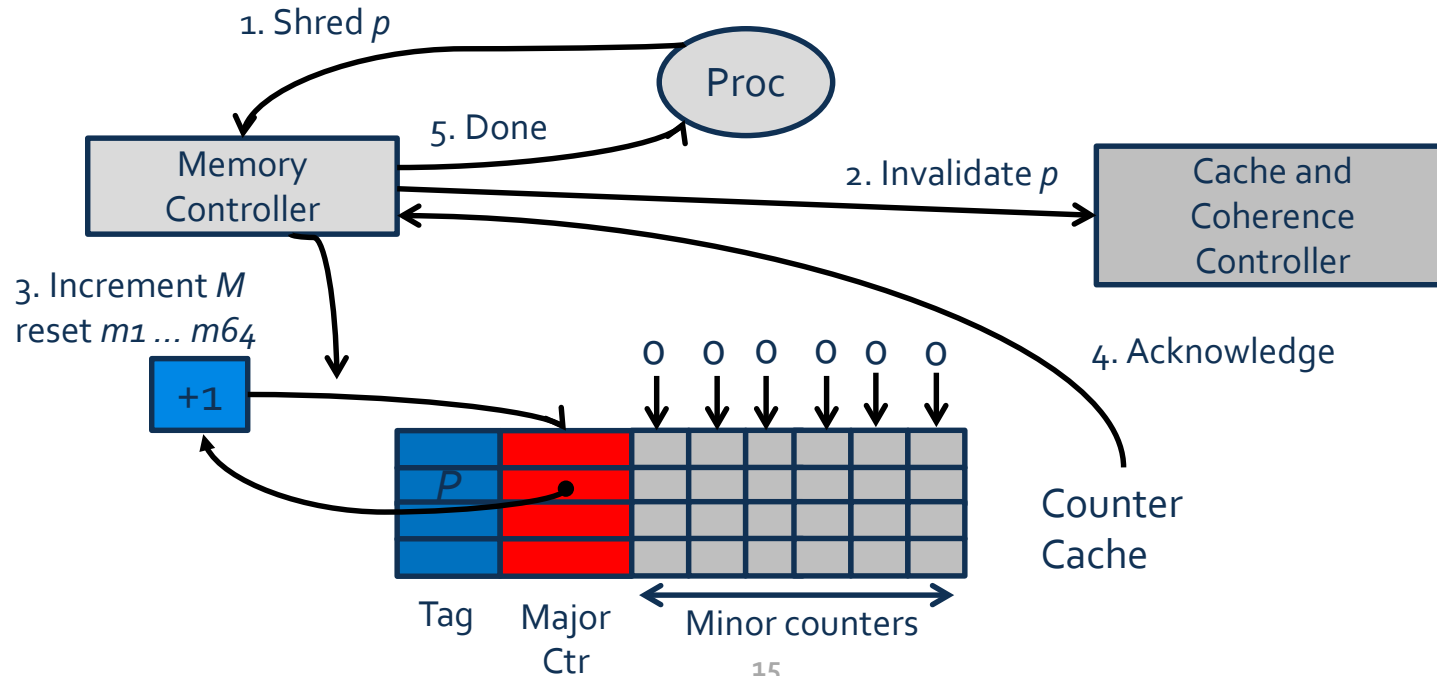 1. Shred p
Proc
5. Done
Memory
Controller
2. Invalidate p
Cache and
Coherence
Controller
3. Increment M
reset m1 ... m64
+1
0 0 0 0 0 0
4. Acknowledge
P
Counter
Cache
Tag
Major
Ctr
Minor counters
15